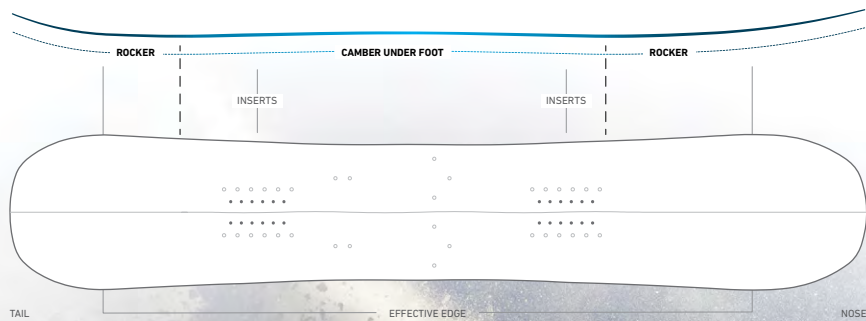 ROCKER
CAMBER UNDER FOOT
ROCKER
INSERTS
INSERTS
TAIL
EFFECTIVE EDGE
NOSE